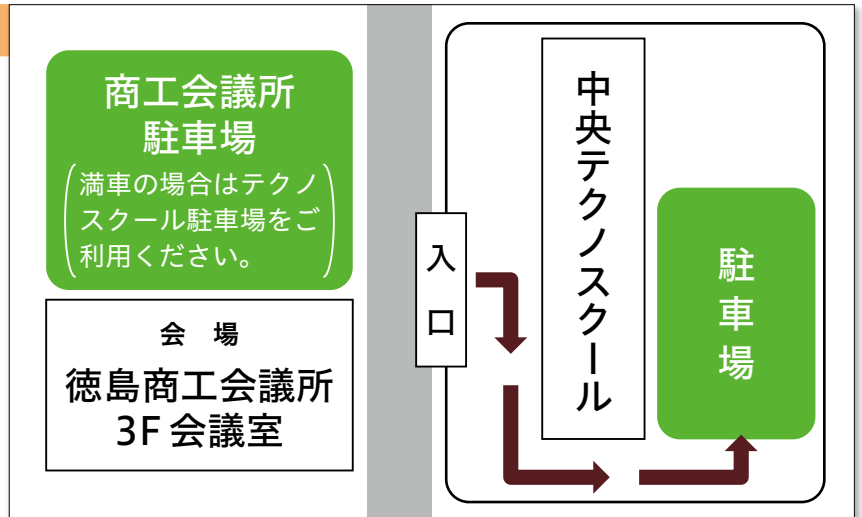 商工会議所
駐車場
(満車の場合はテクノ
スクール駐車場をご
利用ください。)
会 場
徳島商工会議所
3F会議室
入口
中央テクノスクール
駐車場